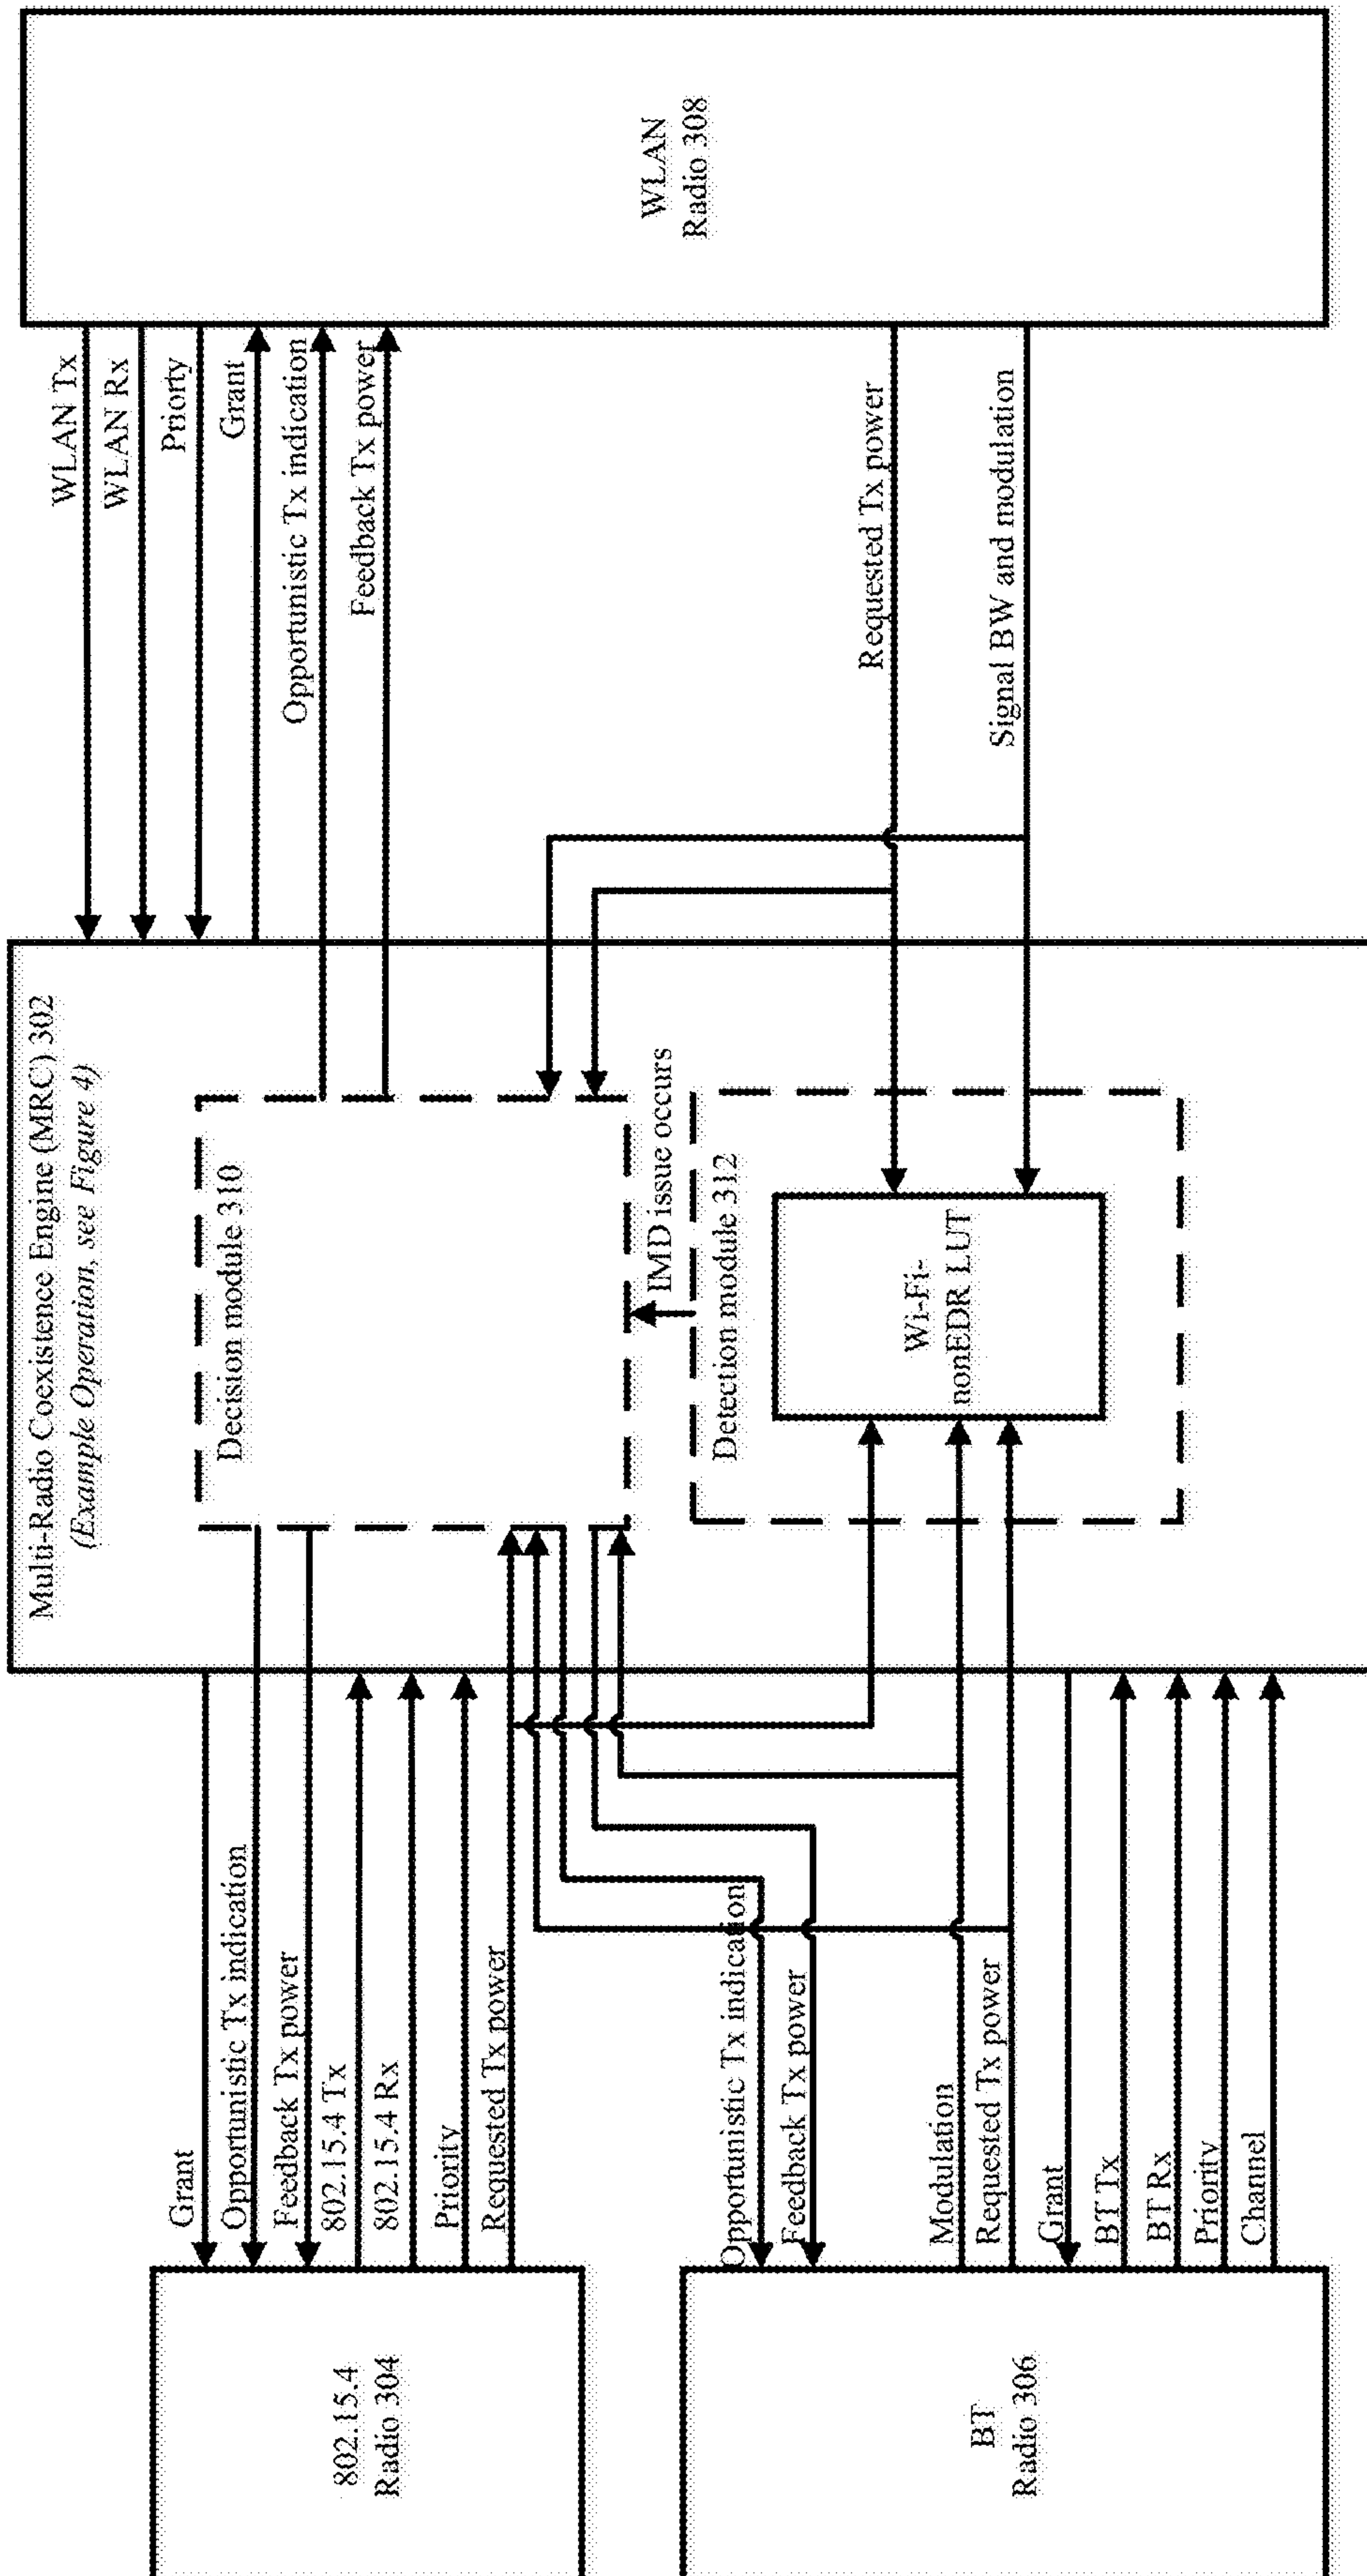 Multi-Radio Coexistence Engine (MRC) 302
(Example Operation, see Figure 4)
802.15.4
Radio 304
Grant
Opportunistic Tx indication
Feedback Tx power
802.15.4 Tx
802.15.4 Rx
Priority
Requested Tx power
BT
Radio 306
Opportunistic Tx indication
Feedback Tx power
Modulation
Requested Tx power
Grant
BT Tx
BT Rx
Priority
Channel
Decision module 310
IMD issue occurs
Detection module 312
Wi-Fi-
nonEDR LUT
WLAN Tx
WLAN Rx
Priorty
Grant
Opportunistic Tx indication
Feedback Tx power
Requested Tx power
Signal BW and modulation
WLAN
Radio 308